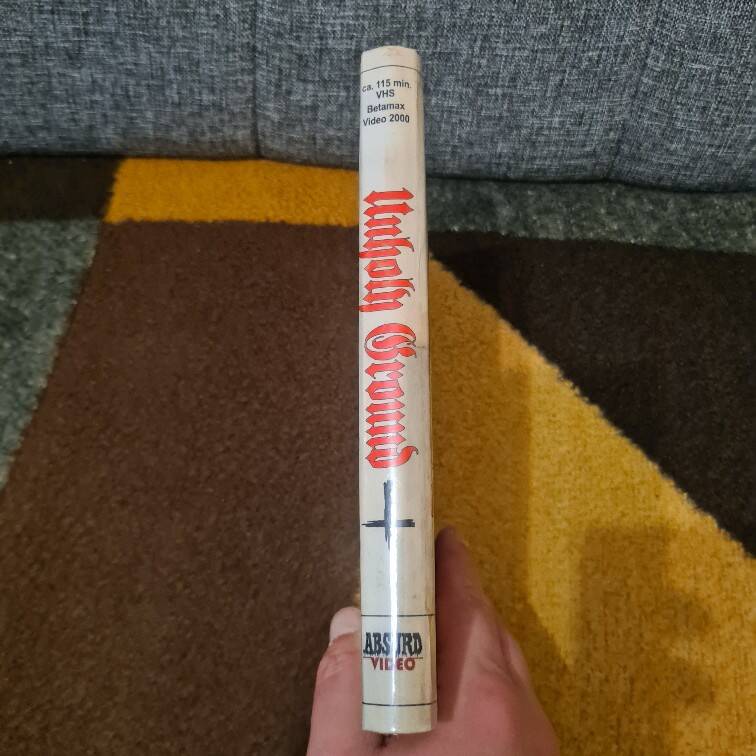 ca. 115 min.
VHS
Betamax
Video 2000
Unholy Ground
ABSURD
VIDEO